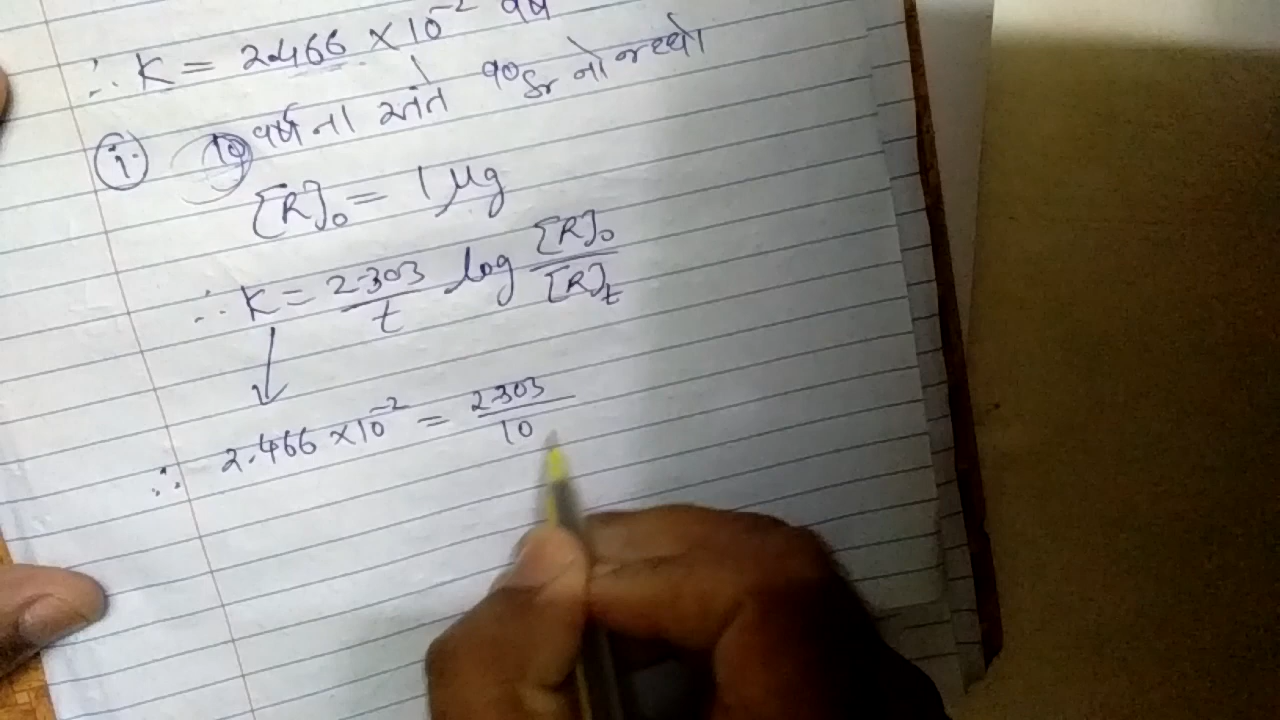 ∴ K = 2.466 × 10⁻² વર્ષ
(i) 10 વર્ષ ના અંતે ⁹⁰Sr નો જથ્થો
[R]₀ = 1 μg
∴ K = 2.303/t log [R]₀/[R]t
∴ 2.466 × 10⁻² = 2.303/10